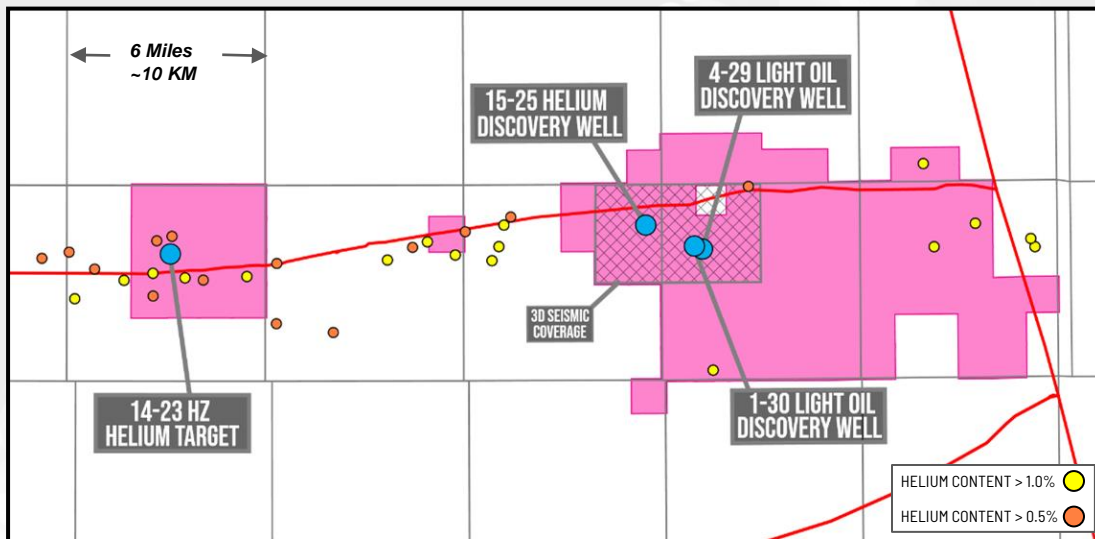 6 Miles
~10 KM
4-29 LIGHT OIL
DISCOVERY WELL
15-25 HELIUM
DISCOVERY WELL
3D SEISMIC
COVERAGE
14-23 HZ
HELIUM TARGET
1-30 LIGHT OIL
DISCOVERY WELL
HELIUM CONTENT > 1.0%
HELIUM CONTENT > 0.5%